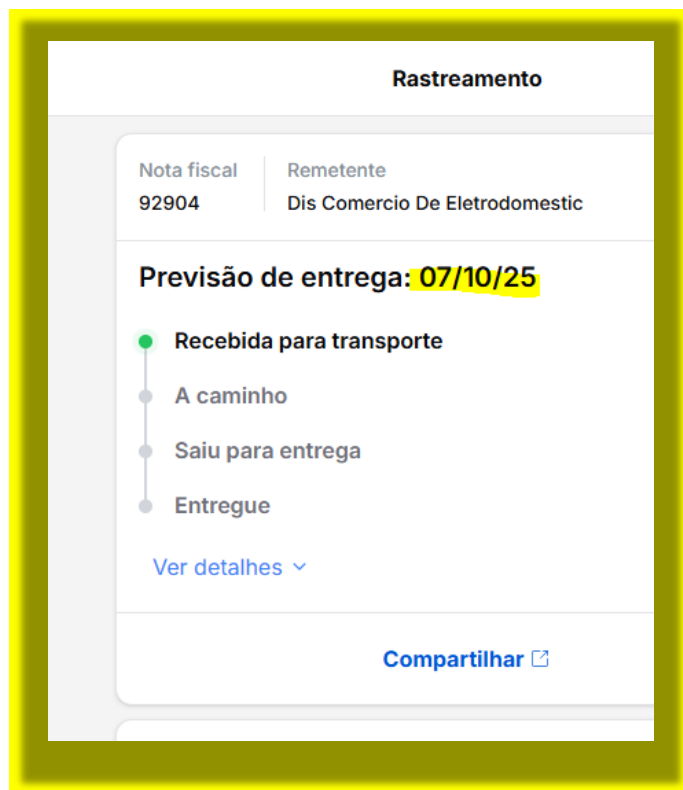 Rastreamento
Nota fiscal
Remetente
92904
Dis Comercio De Eletrodomestic
Previsão de entrega: 07/10/25
Recebida para transporte
A caminho
Saiu para entrega
Entregue
Ver detalhes
Compartilhar